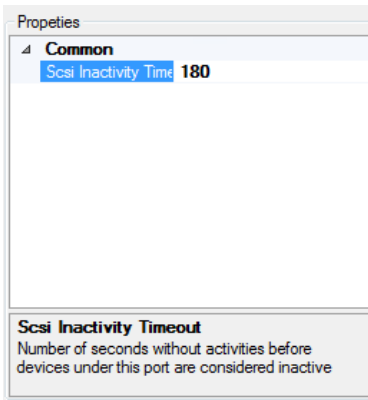 Propeties
Common
Scsi Inactivity Time 180
Scsi Inactivity Timeout
Number of seconds without activities before
devices under this port are considered inactive